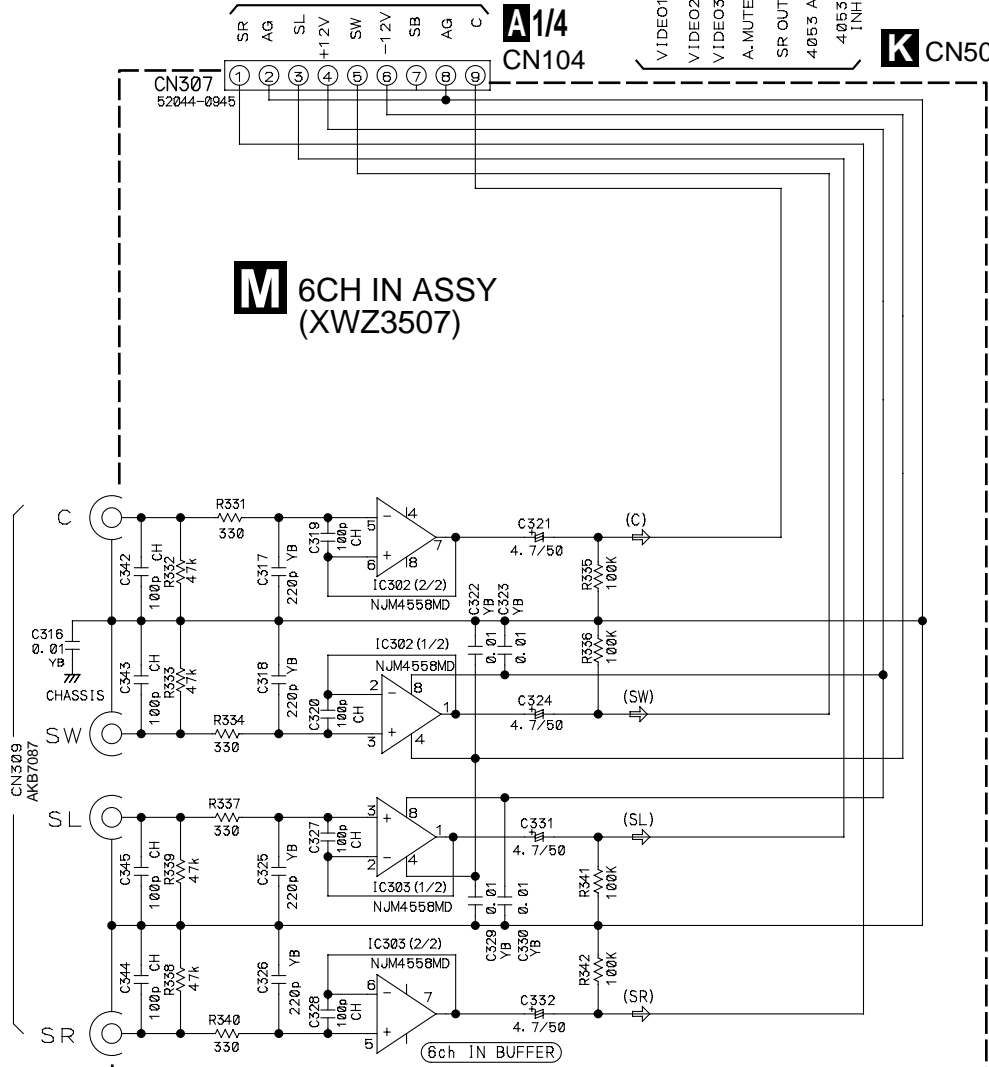 SR AG SL +12V SW -12V SB AG C
A 1/4
CN104
VIDEO1
VIDEO2
VIDEO3
A.MUTE
SR OUT
4053 A
4053
INH
K CN50
CN307
52044-0945
1 2 3 4 5 6 7 8 9
M 6CH IN ASSY
(XWZ3507)
C
R331
330
C342
100p CH
R332
47k
C317
220p YB
C319
100p
CH
5 - 4
7
6 + 8
IC302 (2/2)
NJM4558MD
C321
4.7/50
(C)
R335
100K
C322
YB
0.01
C323
YB
0.01
R336
100K
C316
0.01
YB
CHASSIS
C343
100p CH
R333
47k
C318
220p YB
IC302 (1/2)
NJM4558MD
C320
100p
CH
2 - 8
1
3 + 4
C324
4.7/50
(SW)
SW
R334
330
CN309
AKB7087
SL
R337
330
C345
100p CH
R339
47k
C325
220p YB
C327
100p
CH
3 + 8
1
2 - 4
IC303 (1/2)
NJM4558MD
C331
4.7/50
(SL)
R341
100K
C329
YB
0.01
C330
YB
0.01
R342
100K
C344
100p CH
R338
47k
C326
220p YB
IC303 (2/2)
NJM4558MD
C328
100p
CH
6 -
7
5 +
C332
4.7/50
(SR)
SR
R340
330
6ch IN BUFFER